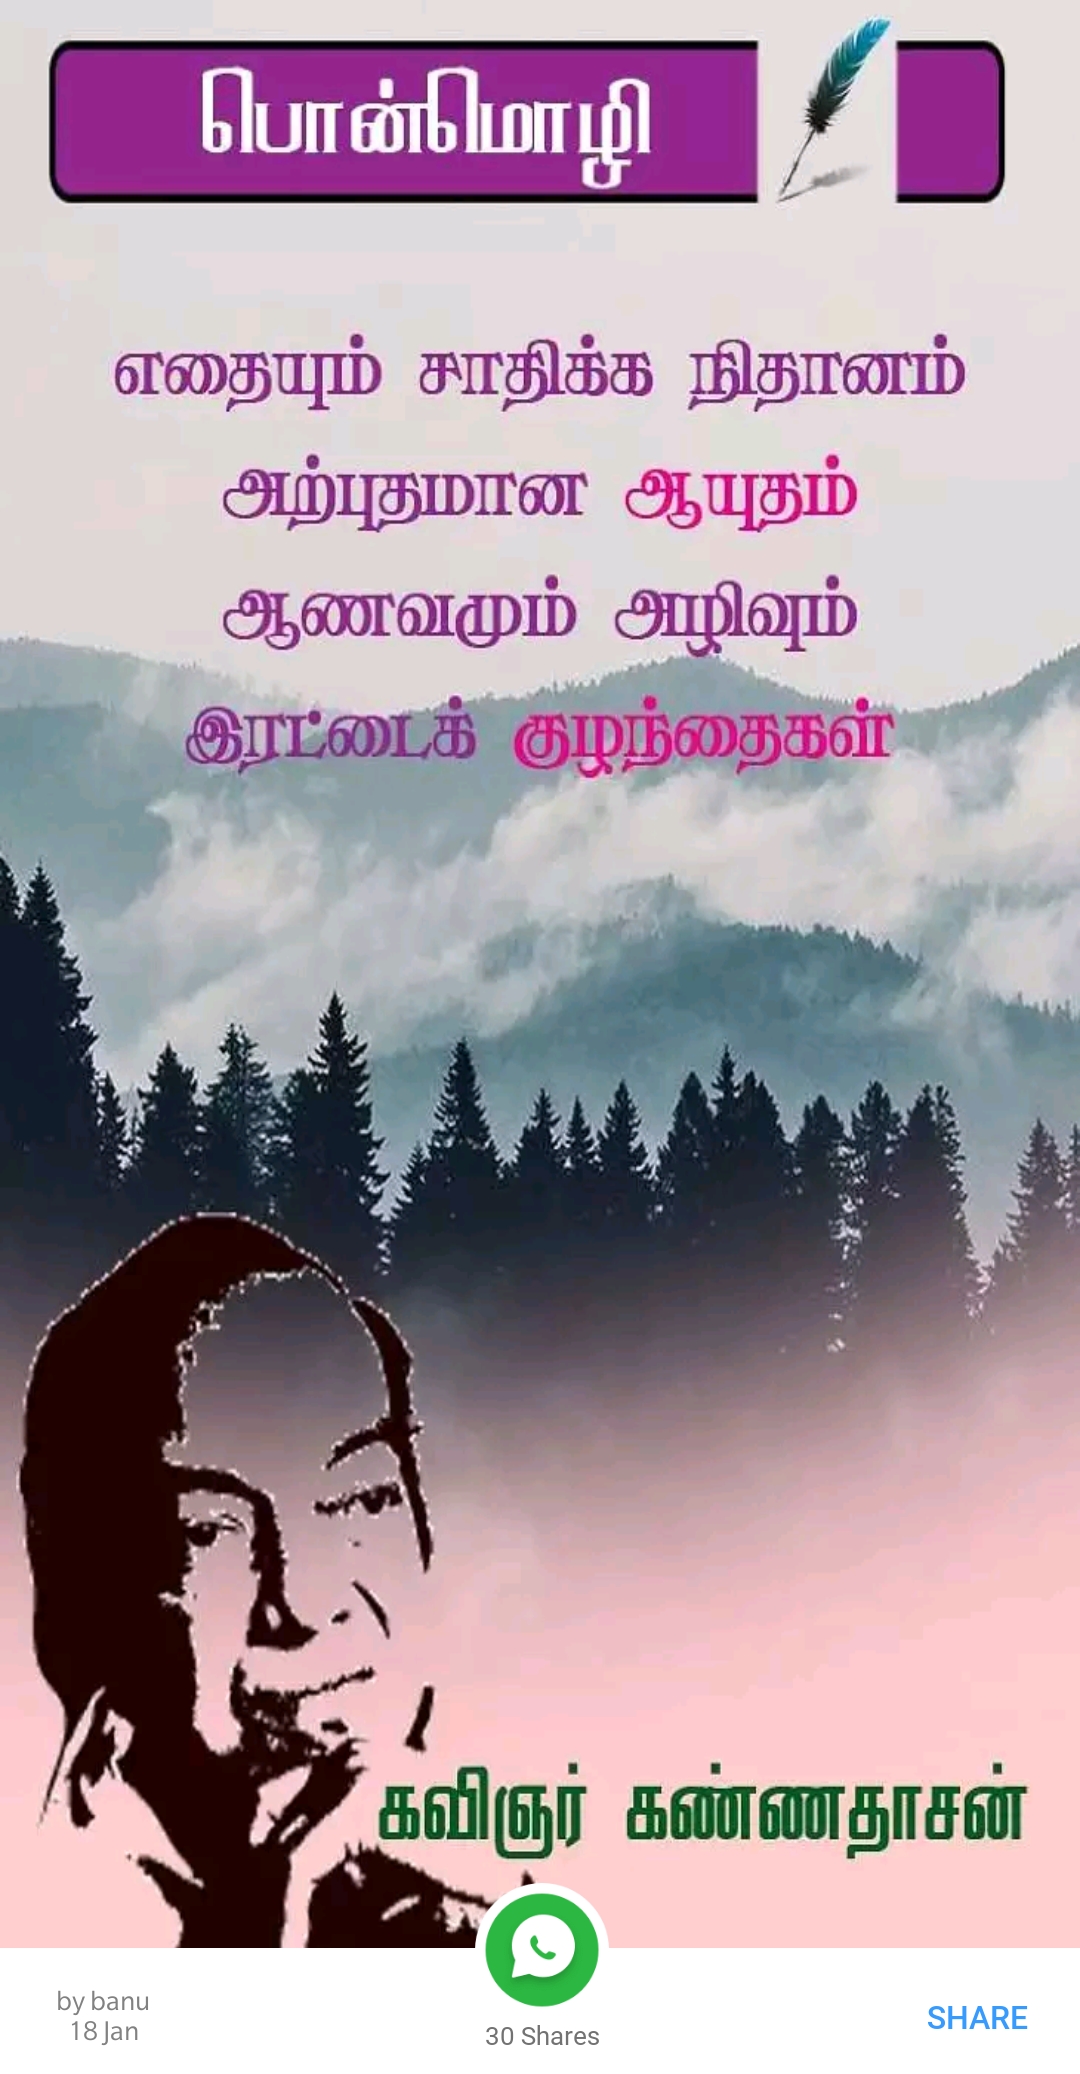 பொன்மொழி
எதையும் சாதிக்க நிதானம்
அற்புதமான ஆயுதம்
ஆணவமும் அழிவும்
இரட்டைக் குழந்தைகள்
கவிஞர் கண்ணதாசன்
by banu
18 Jan
30 Shares
SHARE